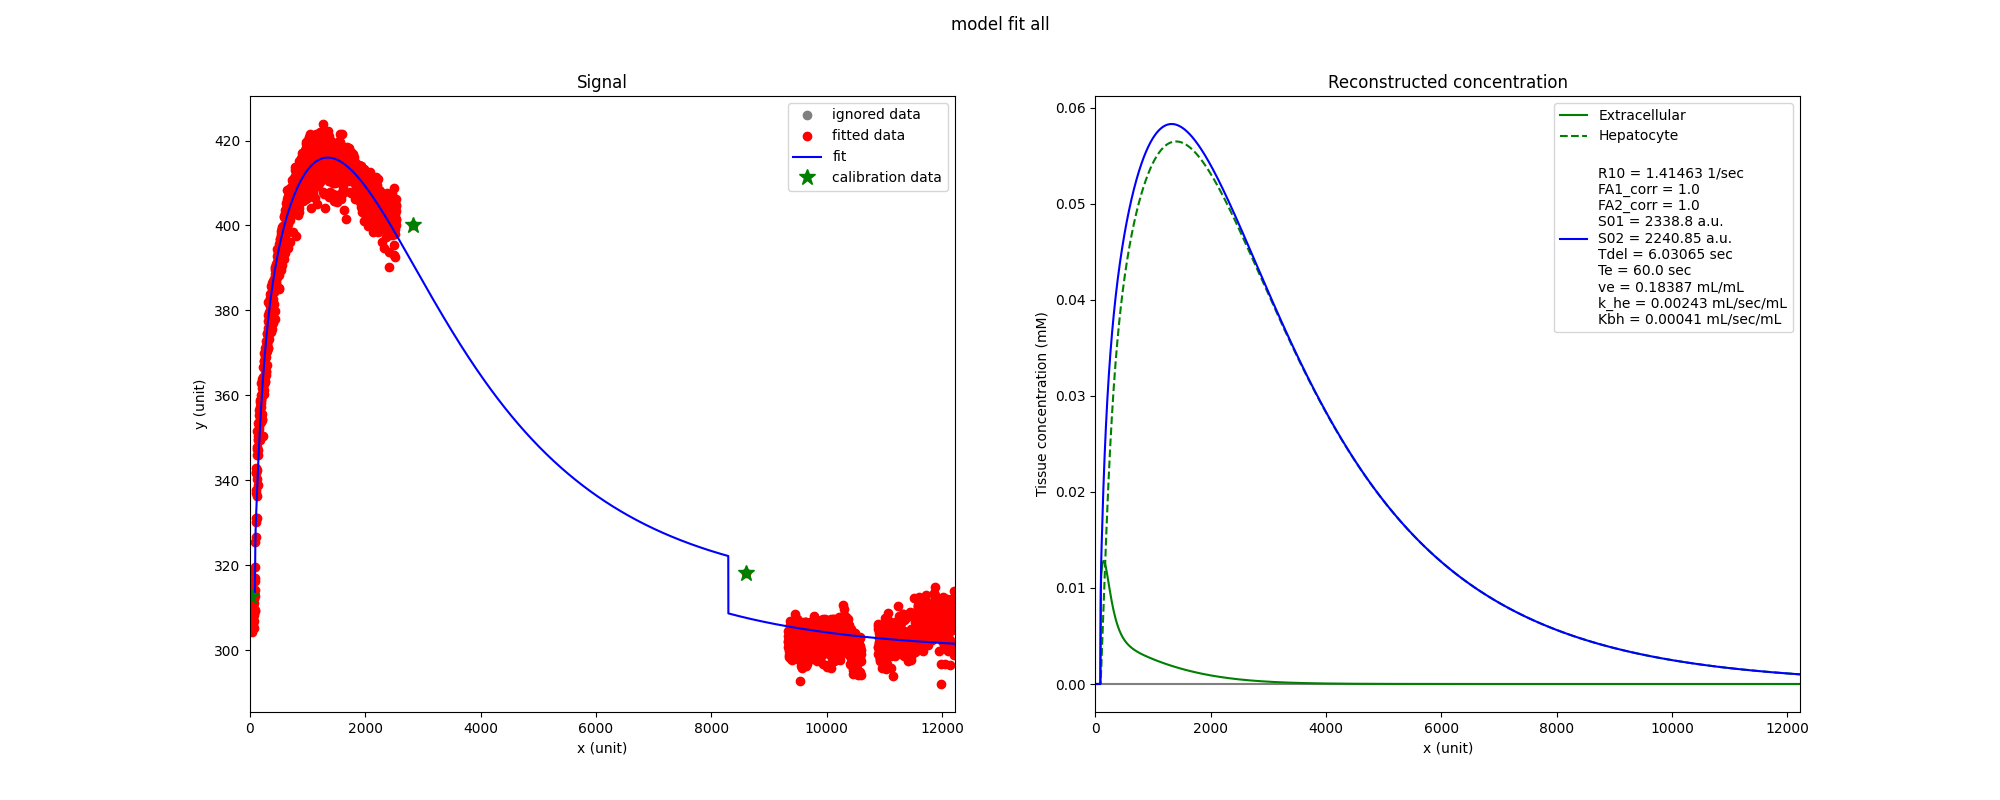 model fit all
Signal
420
400
380
360
340
320
300
y (unit)
0 2000 4000 6000 8000 10000 12000
x (unit)
ignored data
fitted data
fit
calibration data
Reconstructed concentration
0.06
0.05
0.04
0.03
0.02
0.01
0.00
Tissue concentration (mM)
0 2000 4000 6000 8000 10000 12000
x (unit)
Extracellular
Hepatocyte
R10 = 1.41463 1/sec
FA1_corr = 1.0
FA2_corr = 1.0
S01 = 2338.8 a.u.
S02 = 2240.85 a.u.
Tdel = 6.03065 sec
Te = 60.0 sec
ve = 0.18387 mL/mL
k_he = 0.00243 mL/sec/mL
Kbh = 0.00041 mL/sec/mL